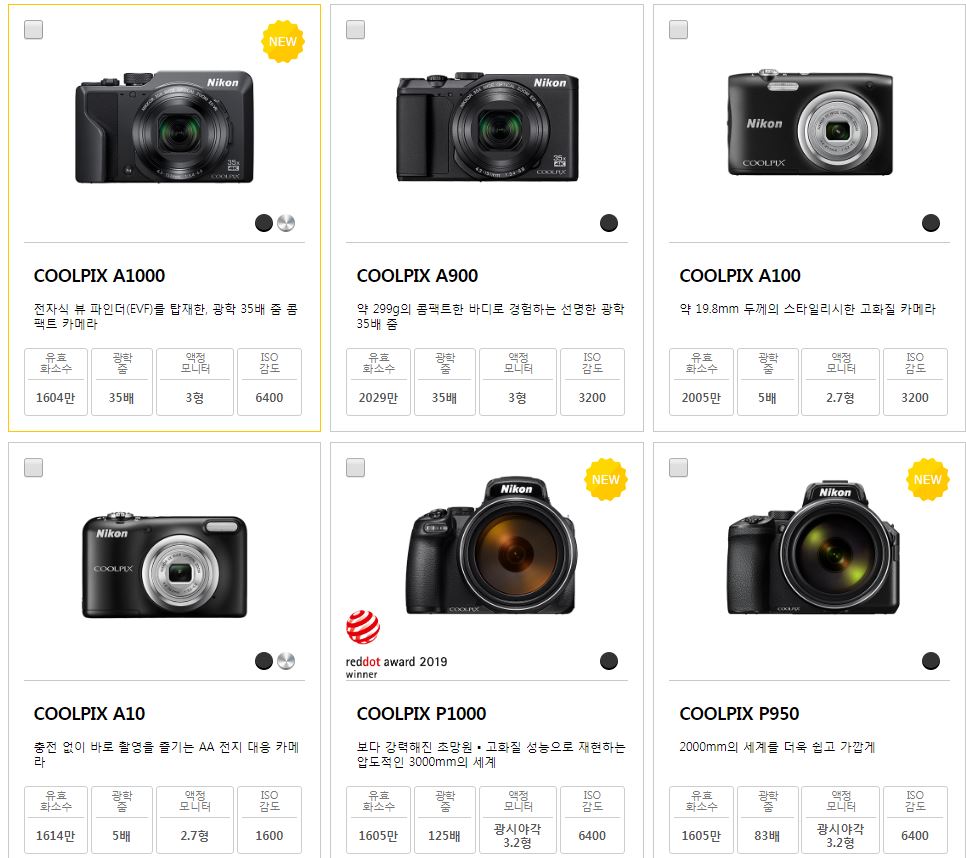 NEW
Nikon
35x
4K
COOLPIX
Nikon
35x
4K
COOLPIX
Nikon
COOLPIX
COOLPIX A1000
전자식 뷰 파인더(EVF)를 탑재한, 광학 35배 줌 콤
팩트 카메라
유효
화소수
광학
줌
액정
모니터
ISO
감도
1604만
35배
3형
6400
COOLPIX A900
약 299g의 콤팩트한 바디로 경험하는 선명한 광학
35배 줌
유효
화소수
광학
줌
액정
모니터
ISO
감도
2029만
35배
3형
3200
COOLPIX A100
약 19.8mm 두께의 스타일리시한 고화질 카메라
유효
화소수
광학
줌
액정
모니터
ISO
감도
2005만
5배
2.7형
3200
Nikon
COOLPIX
NEW
Nikon
COOLPIX
reddot award 2019
winner
NEW
Nikon
COOLPIX
COOLPIX A10
충전 없이 바로 촬영을 즐기는 AA 전지 대응 카메
라
유효
화소수
광학
줌
액정
모니터
ISO
감도
1614만
5배
2.7형
1600
COOLPIX P1000
보다 강력해진 초망원 • 고화질 성능으로 재현하는
압도적인 3000mm의 세계
유효
화소수
광학
줌
액정
모니터
ISO
감도
1605만
125배
광시야각
3.2형
6400
COOLPIX P950
2000mm의 세계를 더욱 쉽고 가깝게
유효
화소수
광학
줌
액정
모니터
ISO
감도
1605만
83배
광시야각
3.2형
6400